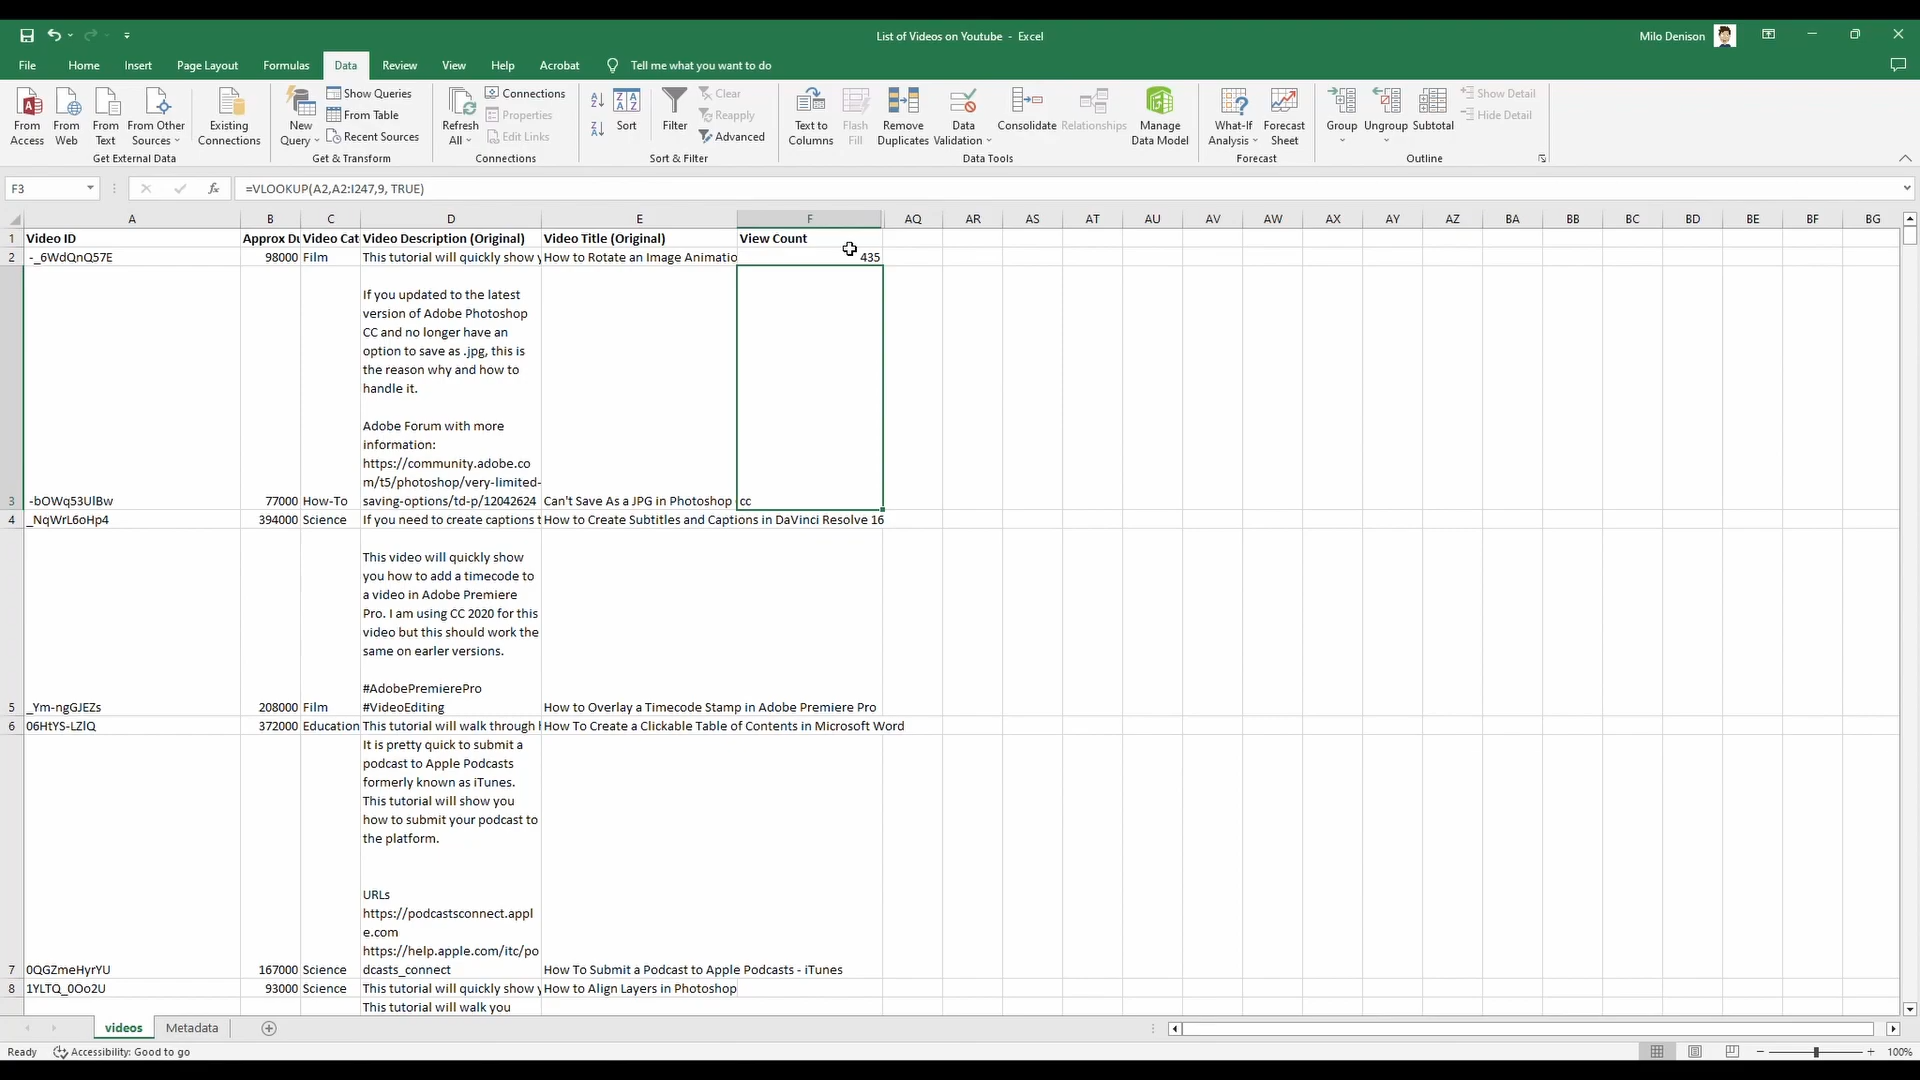 List of Videos on Youtube - Excel
Milo Denison
File Home Insert Page Layout Formulas Data Review View Help Acrobat Tell me what you want to do
From Access
From Web
From Text
From Other Sources
Get External Data
Existing Connections
New Query
Show Queries
From Table
Recent Sources
Get & Transform
Refresh All
Connections
Properties
Edit Links
Connections
Sort
Filter
Clear
Reapply
Advanced
Sort & Filter
Text to Columns
Flash Fill
Remove Duplicates
Data Validation
Consolidate
Relationships
Manage Data Model
Data Tools
What-If Analysis
Forecast Sheet
Forecast
Group
Ungroup
Subtotal
Show Detail
Hide Detail
Outline
F3 fx =VLOOKUP(A2,A2:I247,9, TRUE)
A B C D E F AQ AR AS AT AU AV AW AX AY AZ BA BB BC BD BE BF BG
1 Video ID Approx Du Video Cat Video Description (Original) Video Title (Original) View Count
2 -_6WdQnQ57E 98000 Film This tutorial will quickly show y How to Rotate an Image Animatio 435
If you updated to the latest
version of Adobe Photoshop
CC and no longer have an
option to save as .jpg, this is
the reason why and how to
handle it.
Adobe Forum with more
information:
https://community.adobe.co
m/t5/photoshop/very-limited-
3 -bOWq53UlBw 77000 How-To saving-options/td-p/12042624 Can't Save As a JPG in Photoshop cc
4 _NqWrL6oHp4 394000 Science If you need to create captions t How to Create Subtitles and Captions in DaVinci Resolve 16
This video will quickly show
you how to add a timecode to
a video in Adobe Premiere
Pro. I am using CC 2020 for this
video but this should work the
same on earler versions.
#AdobePremierePro
5 _Ym-ngGJEZs 208000 Film #VideoEditing How to Overlay a Timecode Stamp in Adobe Premiere Pro
6 06HtYS-LZlQ 372000 Education This tutorial will walk through h How To Create a Clickable Table of Contents in Microsoft Word
It is pretty quick to submit a
podcast to Apple Podcasts
formerly known as iTunes.
This tutorial will show you
how to submit your podcast to
the platform.
URLs
https://podcastsconnect.appl
e.com
https://help.apple.com/itc/po
7 0QGZmeHyrYU 167000 Science dcasts_connect How To Submit a Podcast to Apple Podcasts - iTunes
8 1YLTQ_0Oo2U 93000 Science This tutorial will quickly show y How to Align Layers in Photoshop
This tutorial will walk you
videos Metadata
Ready Accessibility: Good to go 100%